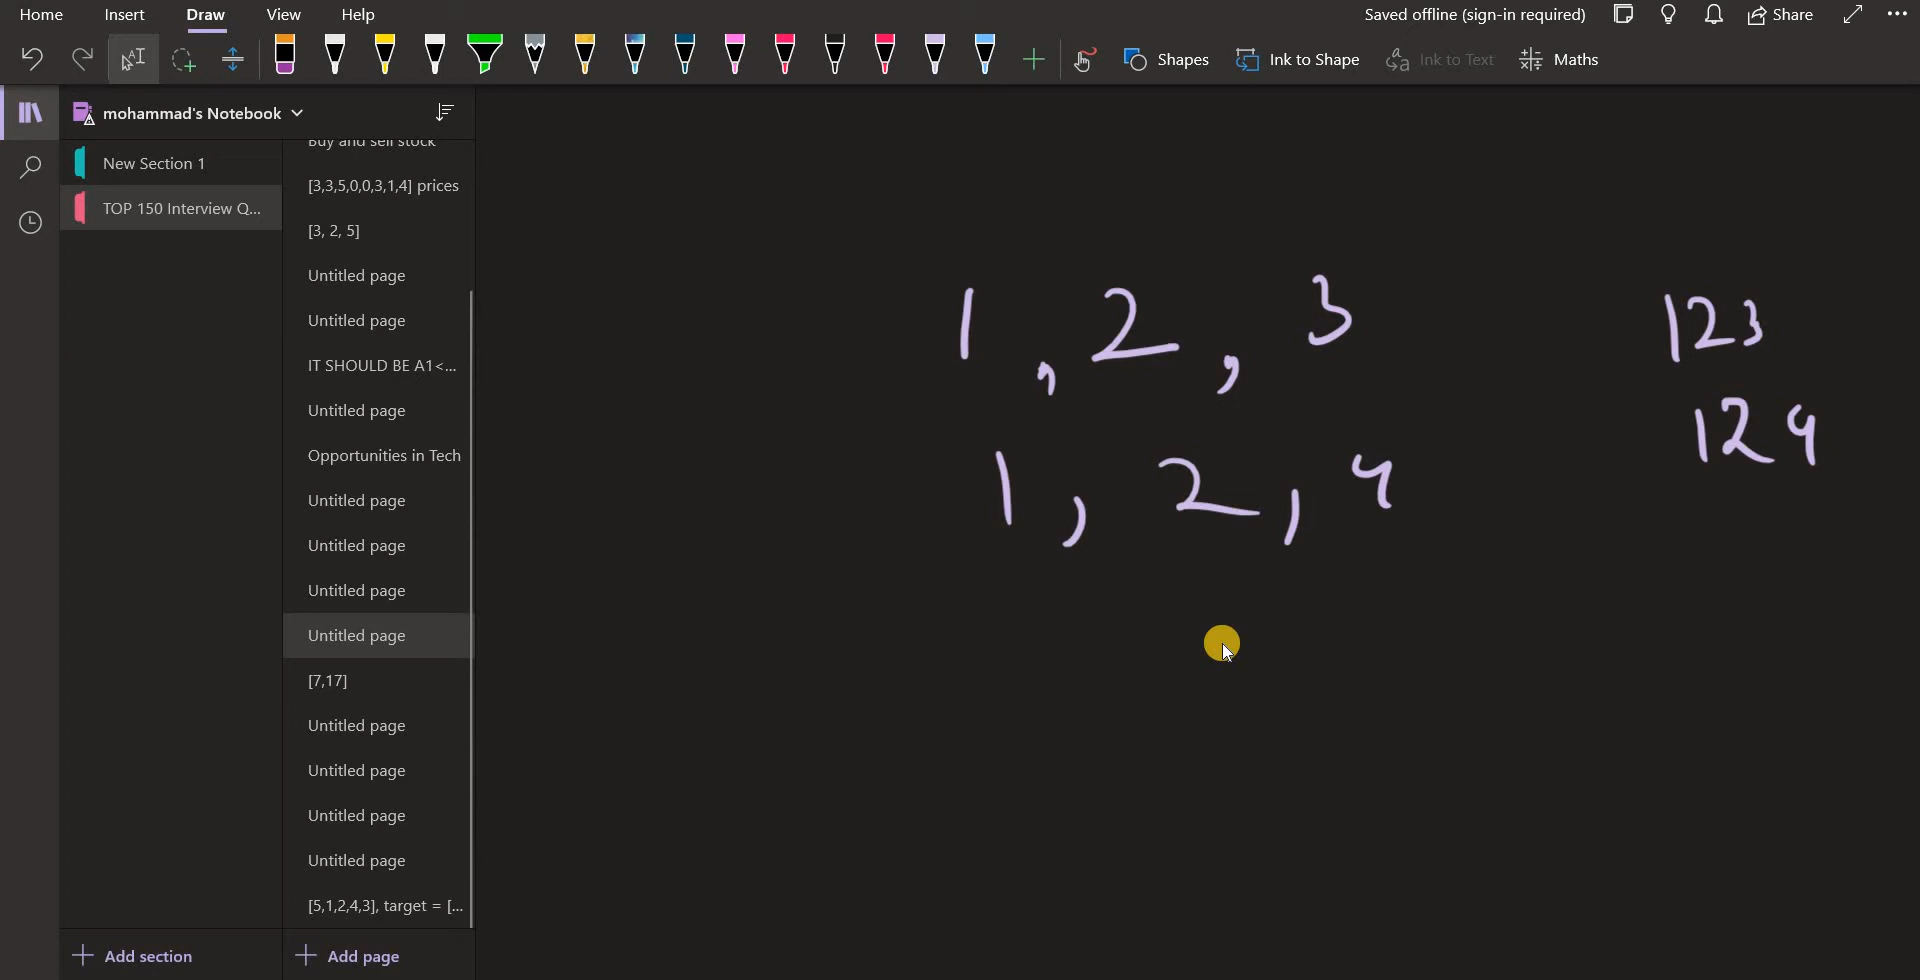 Home Insert Draw View Help Saved offline (sign-in required) Share
Shapes Ink to Shape Ink to Text Maths
mohammad's Notebook
New Section 1
TOP 150 Interview Q...
Buy and sell stock
[3,3,5,0,0,3,1,4] prices
[3, 2, 5]
Untitled page
Untitled page
IT SHOULD BE A1<...
Untitled page
Opportunities in Tech
Untitled page
Untitled page
Untitled page
Untitled page
[7,17]
Untitled page
Untitled page
Untitled page
Untitled page
[5,1,2,4,3], target = [...
Add section
Add page
1, 2, 3
1, 2, 4
123
124